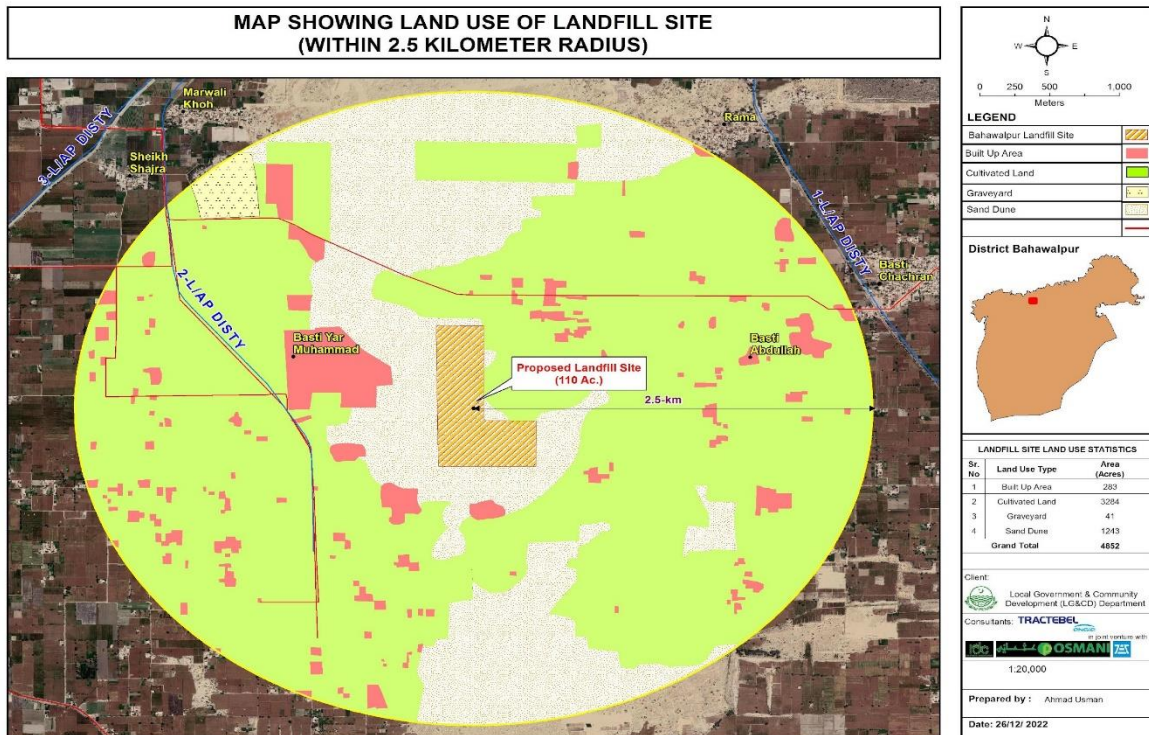 MAP SHOWING LAND USE OF LANDFILL SITE
(WITHIN 2.5 KILOMETER RADIUS)
Marwali
Khoh
3-L/AP DISTY
Sheikh
Shajra
Rama
1-L/AP DISTY
Basti
Chachran
2-L/AP DISTY
Basti Yar
Muhammad
Basti
Abdullah
Proposed Landfill Site
(110 Ac.)
2.5-km
N
W E
S
0 250 500 1,000
Meters
LEGEND
Bahawalpur Landfill Site
Built Up Area
Cultivated Land
Graveyard
Sand Dune
District Bahawalpur
LANDFILL SITE LAND USE STATISTICS
Sr. No Land Use Type Area (Acres)
1 Built Up Area 283
2 Cultivated Land 3284
3 Graveyard 41
4 Sand Dune 1243
Grand Total 4852
Client:
Local Government & Community
Development (LG&CD) Department
Consultants: TRACTEBEL
in joint venture with
OSMANI
1:20,000
Prepared by : Ahmad Usman
Date: 26/12/ 2022